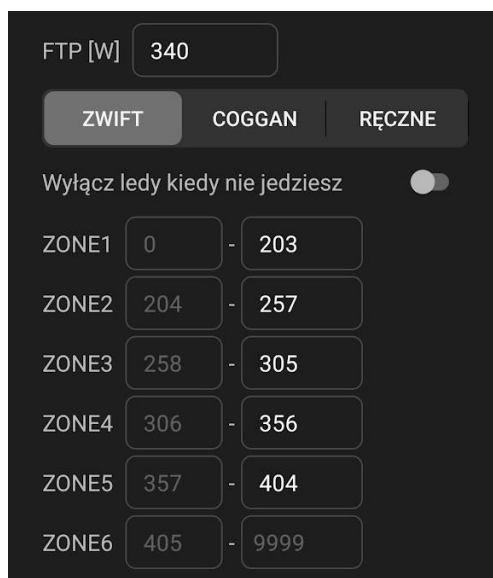 FTP [W] 340
ZWIFT COGGAN RĘCZNE
Wyłącz ledy kiedy nie jedziesz
ZONE1 0 - 203
ZONE2 204 - 257
ZONE3 258 - 305
ZONE4 306 - 356
ZONE5 357 - 404
ZONE6 405 - 9999